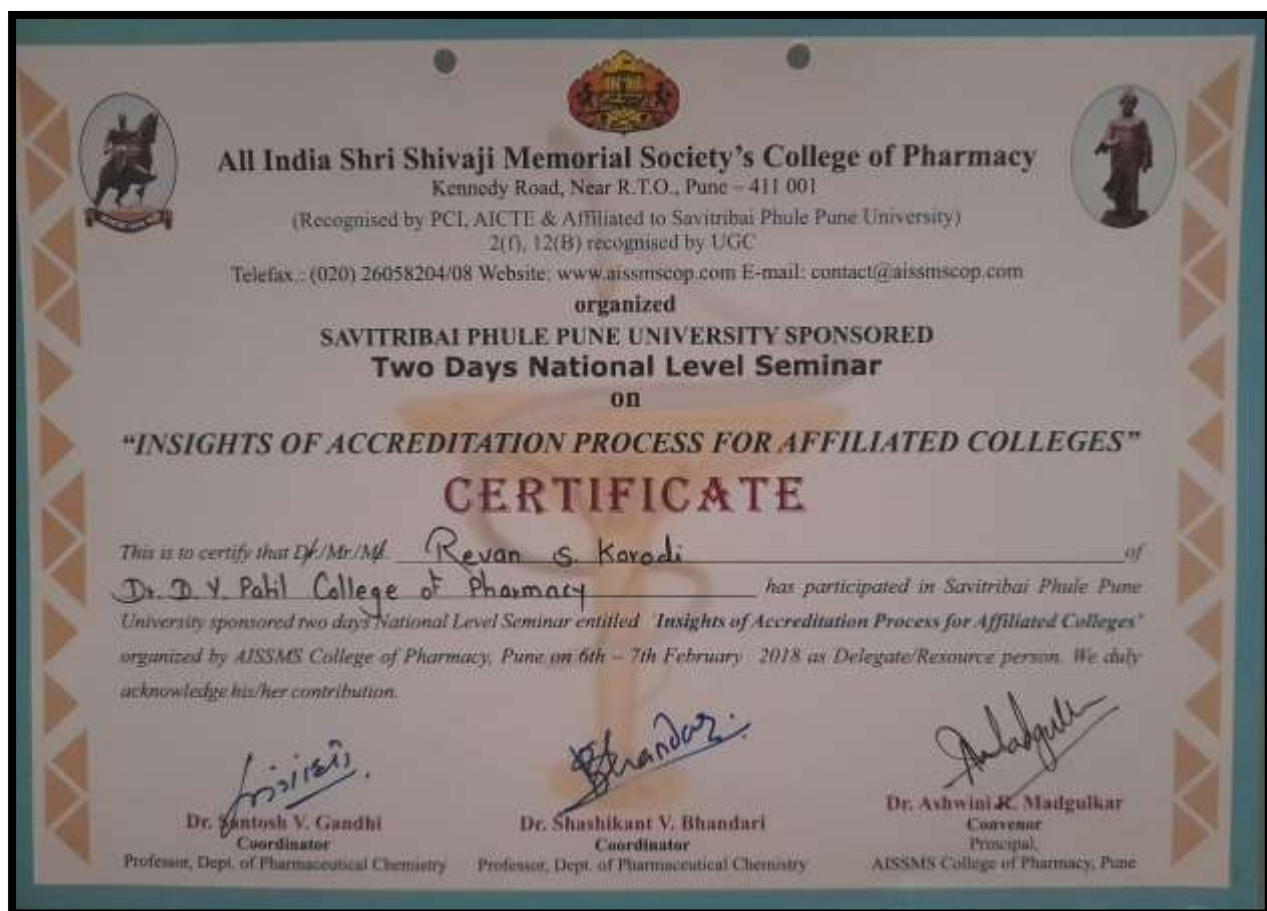 All India Shri Shivaji Memorial Society's College of Pharmacy
Kennedy Road, Near R.T.O., Pune – 411 001
(Recognised by PCI, AICTE & Affiliated to Savitribai Phule Pune University)
2(f), 12(B) recognised by UGC
Telefax.: (020) 26058204/08 Website: www.aissmscop.com E-mail: contact@aissmscop.com
organized
SAVITRIBAI PHULE PUNE UNIVERSITY SPONSORED
Two Days National Level Seminar
on
"INSIGHTS OF ACCREDITATION PROCESS FOR AFFILIATED COLLEGES"
CERTIFICATE
This is to certify that Dr./Mr./Ms. Revan S. Karodi of
Dr. D. Y. Patil College of Pharmacy has participated in Savitribai Phule Pune
University sponsored two days National Level Seminar entitled "Insights of Accreditation Process for Affiliated Colleges"
organized by AISSMS College of Pharmacy, Pune on 6th – 7th February 2018 as Delegate/Resource person. We duly
acknowledge his/her contribution.
Bhandari
Dr. Santosh V. Gandhi
Coordinator
Professor, Dept. of Pharmaceutical Chemistry
Dr. Shashikant V. Bhandari
Coordinator
Professor, Dept. of Pharmaceutical Chemistry
Dr. Ashwini R. Madgulkar
Convenor
Principal,
AISSMS College of Pharmacy, Pune